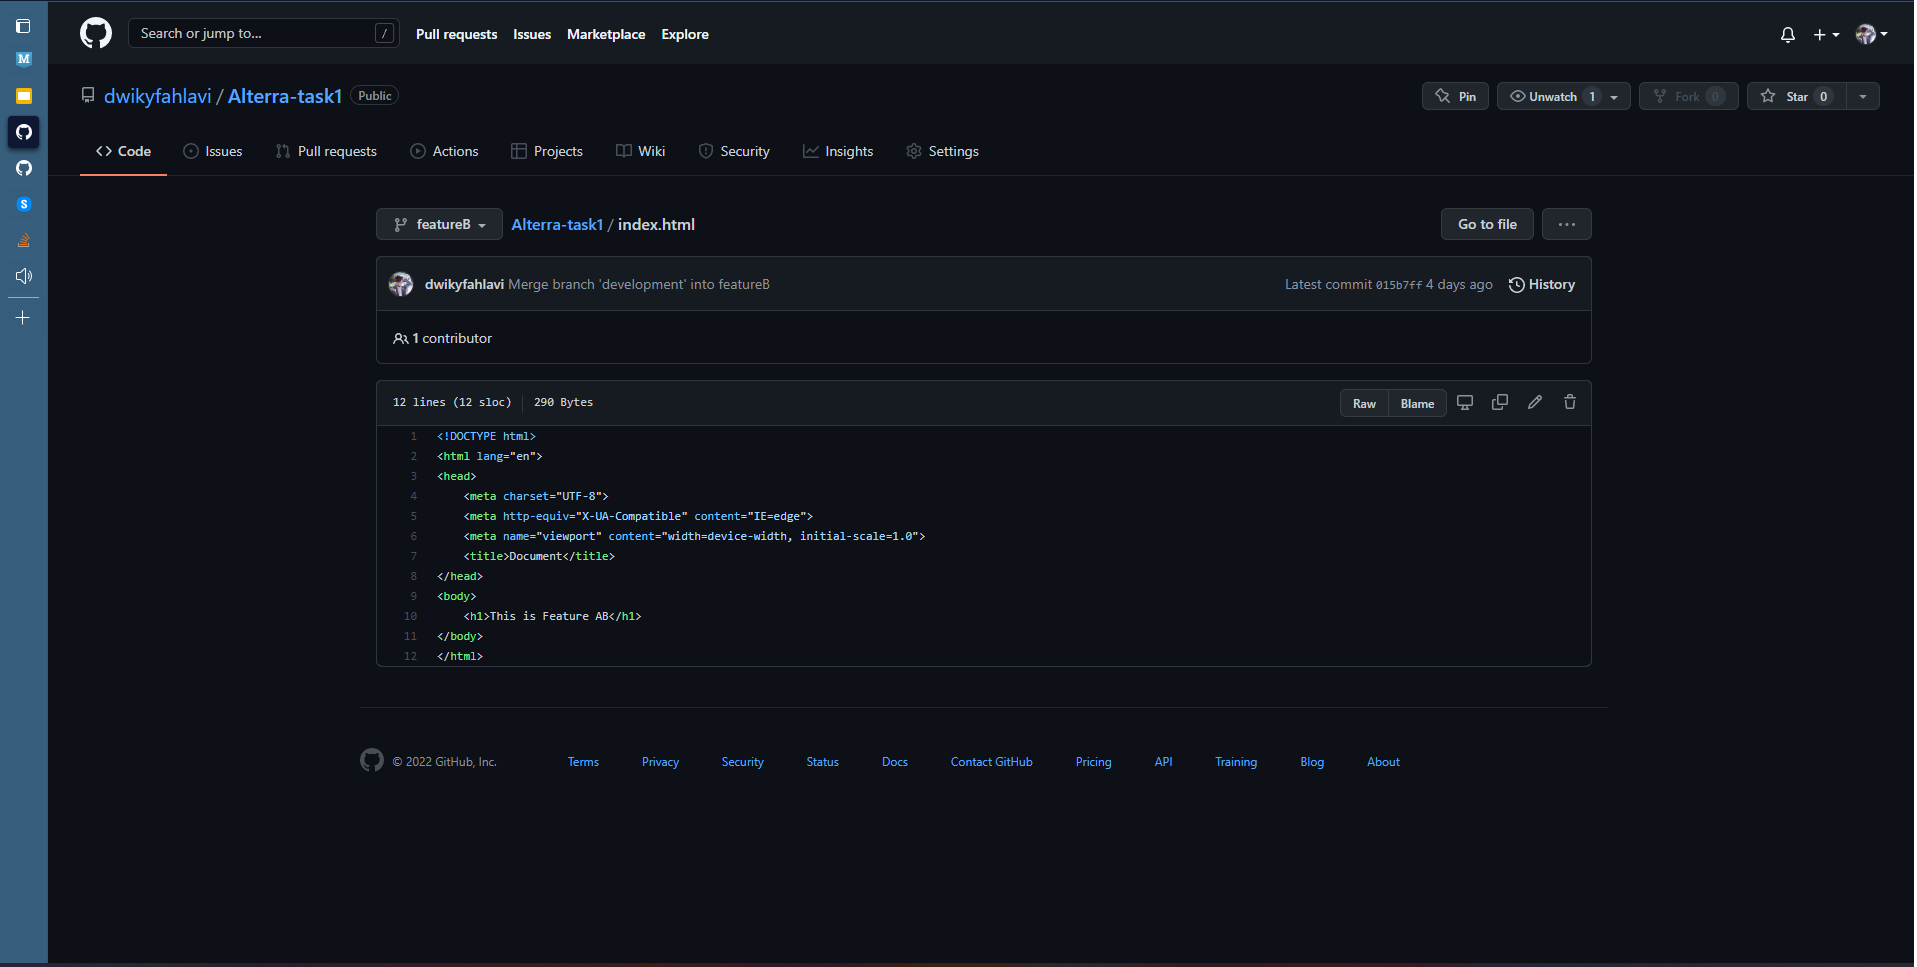 Search or jump to... /
Pull requests Issues Marketplace Explore
M
S
dwikyfahlavi / Alterra-task1 Public
Pin Unwatch 1 Fork 0 Star 0
Code Issues Pull requests Actions Projects Wiki Security Insights Settings
featureB Alterra-task1 / index.html Go to file ...
dwikyfahlavi Merge branch 'development' into featureB Latest commit 015b7ff 4 days ago History
1 contributor
12 lines (12 sloc) 290 Bytes Raw Blame
1 <!DOCTYPE html>
2 <html lang="en">
3 <head>
4 <meta charset="UTF-8">
5 <meta http-equiv="X-UA-Compatible" content="IE=edge">
6 <meta name="viewport" content="width=device-width, initial-scale=1.0">
7 <title>Document</title>
8 </head>
9 <body>
10 <h1>This is Feature AB</h1>
11 </body>
12 </html>
© 2022 GitHub, Inc. Terms Privacy Security Status Docs Contact GitHub Pricing API Training Blog About